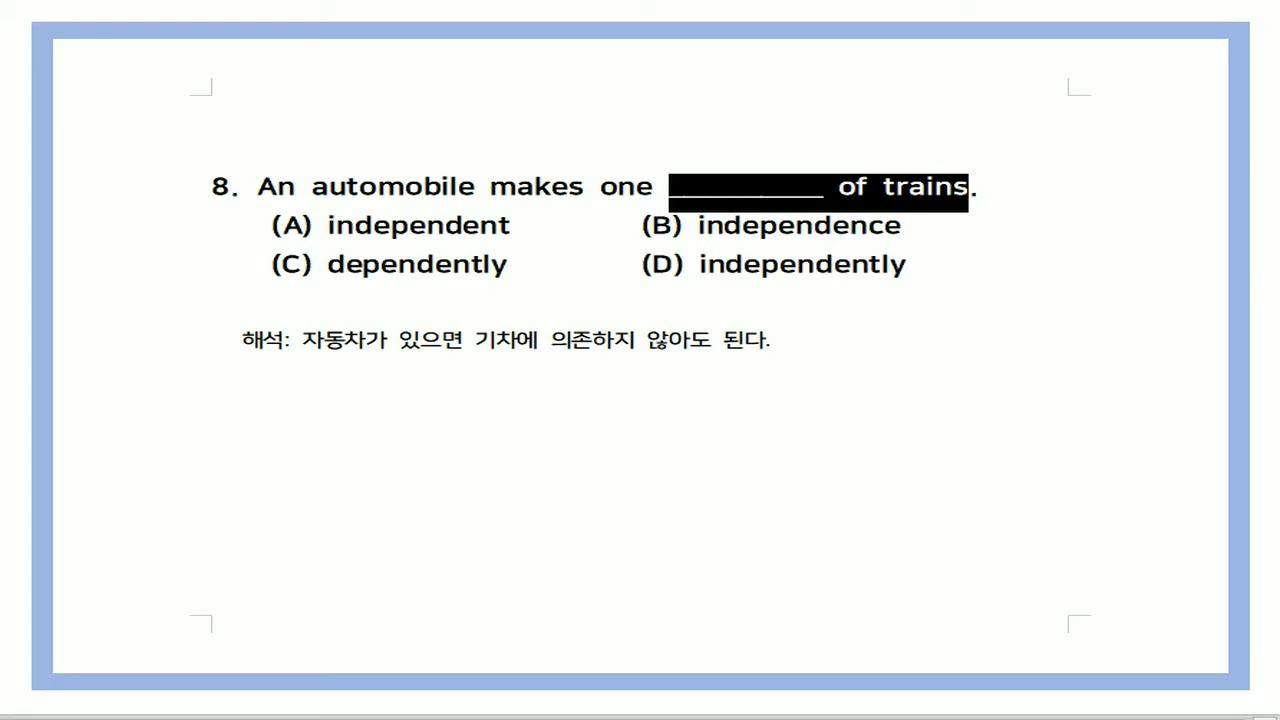 8. An automobile makes one __________ of trains.
(A) independent (B) independence
(C) dependently (D) independently
해석: 자동차가 있으면 기차에 의존하지 않아도 된다.